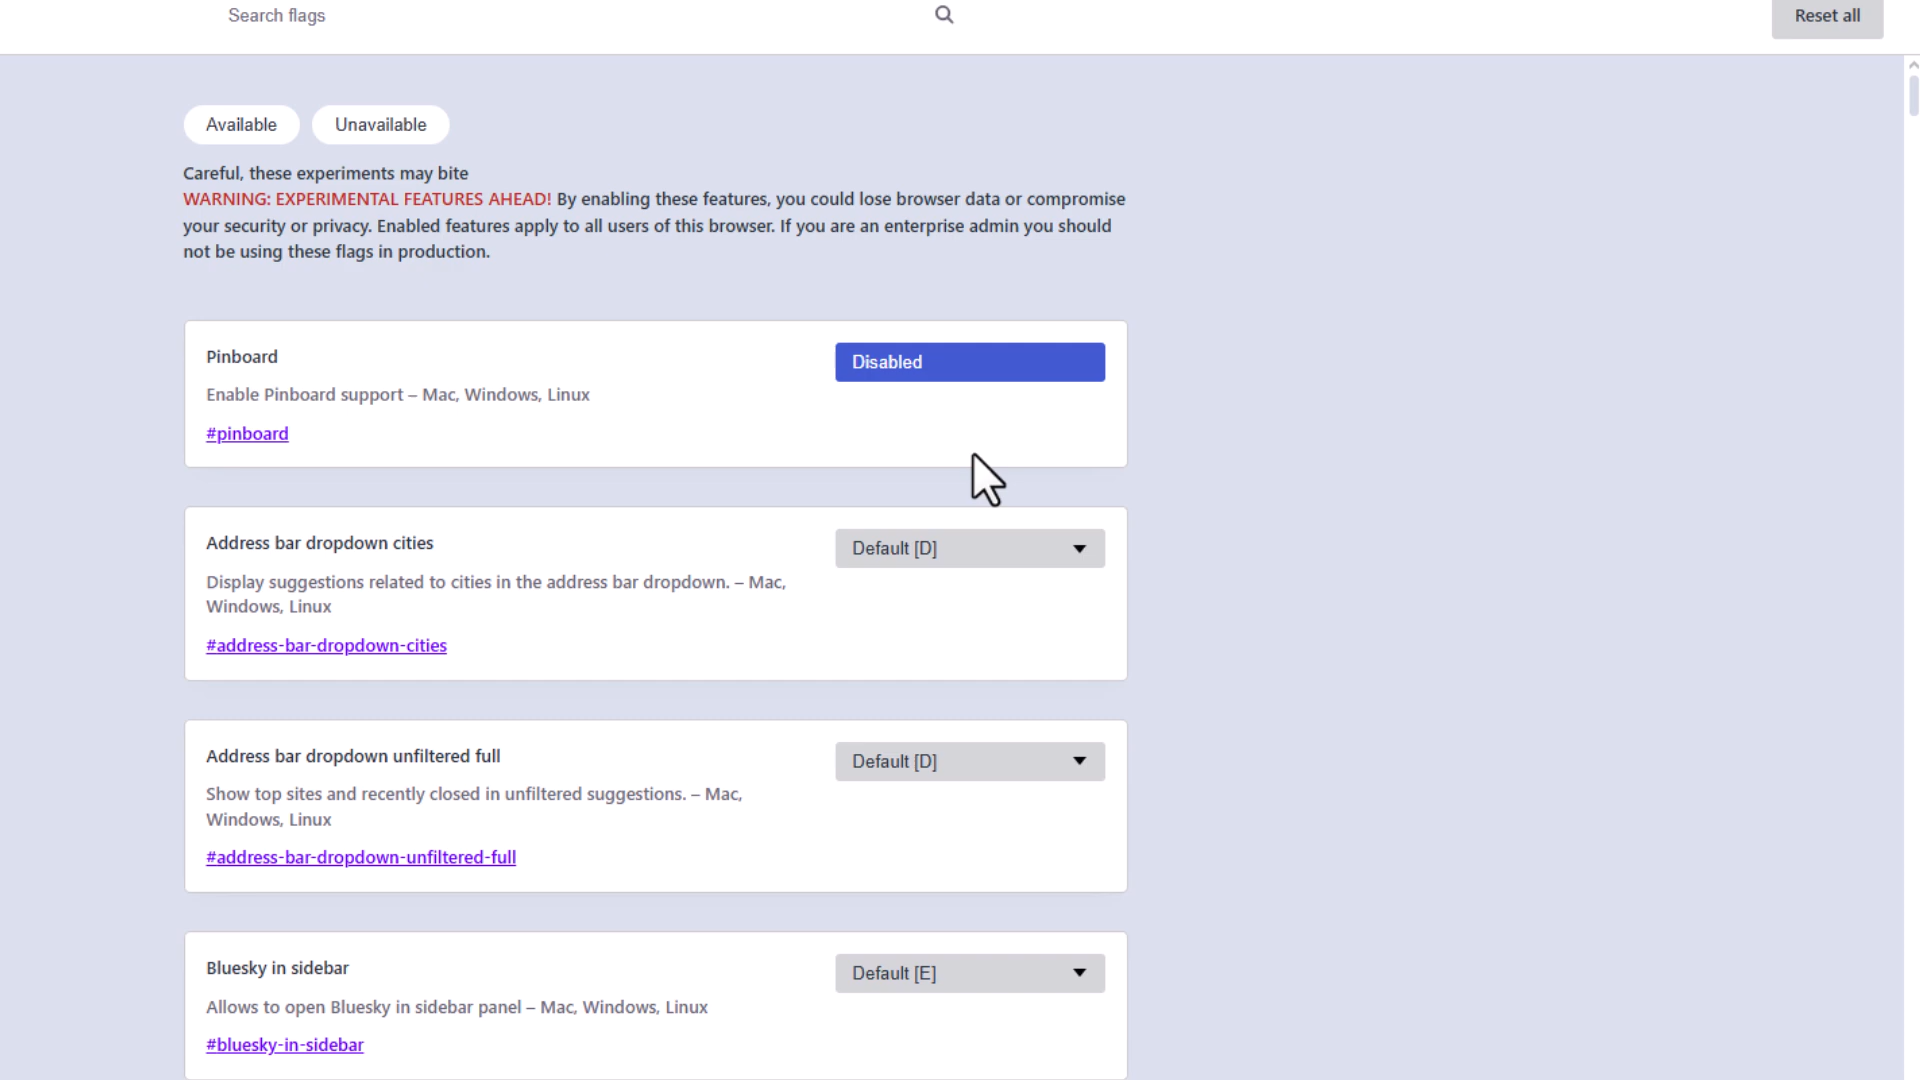 Search flags
Reset all
Available
Unavailable
Careful, these experiments may bite
WARNING: EXPERIMENTAL FEATURES AHEAD! By enabling these features, you could lose browser data or compromise
your security or privacy. Enabled features apply to all users of this browser. If you are an enterprise admin you should
not be using these flags in production.
Pinboard
Disabled
Enable Pinboard support – Mac, Windows, Linux
#pinboard
Address bar dropdown cities
Default [D]
Display suggestions related to cities in the address bar dropdown. – Mac,
Windows, Linux
#address-bar-dropdown-cities
Address bar dropdown unfiltered full
Default [D]
Show top sites and recently closed in unfiltered suggestions. – Mac,
Windows, Linux
#address-bar-dropdown-unfiltered-full
Bluesky in sidebar
Default [E]
Allows to open Bluesky in sidebar panel – Mac, Windows, Linux
#bluesky-in-sidebar